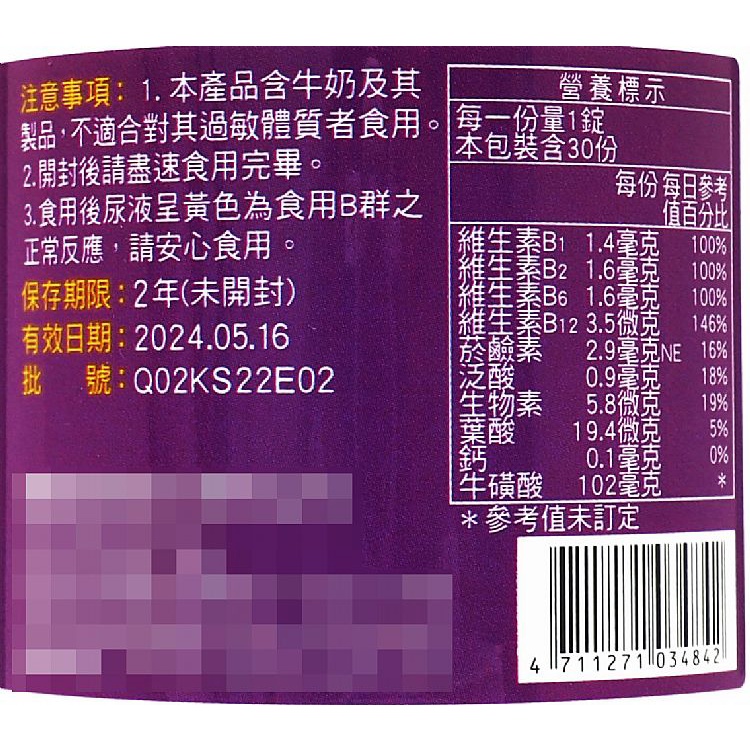 注意事項：1. 本產品含牛奶及其
製品，不適合對其過敏體質者食用。
2.開封後請盡速食用完畢。
3.食用後尿液呈黃色為食用B群之
正常反應，請安心食用。
保存期限：2年(未開封)
有效日期：2024.05.16
批　號：Q02KS22E02
營養標示
每一份量1錠
本包裝含30份
每份 每日參考
值百分比
維生素B1 1.4毫克 100%
維生素B2 1.6毫克 100%
維生素B6 1.6毫克 100%
維生素B12 3.5微克 146%
菸鹼素 2.9毫克NE 16%
泛酸 0.9毫克 18%
生物素 5.8微克 19%
葉酸 19.4微克 5%
鈣 0.1毫克 0%
牛磺酸 102毫克 *
*參考值未訂定
4 711271 034842